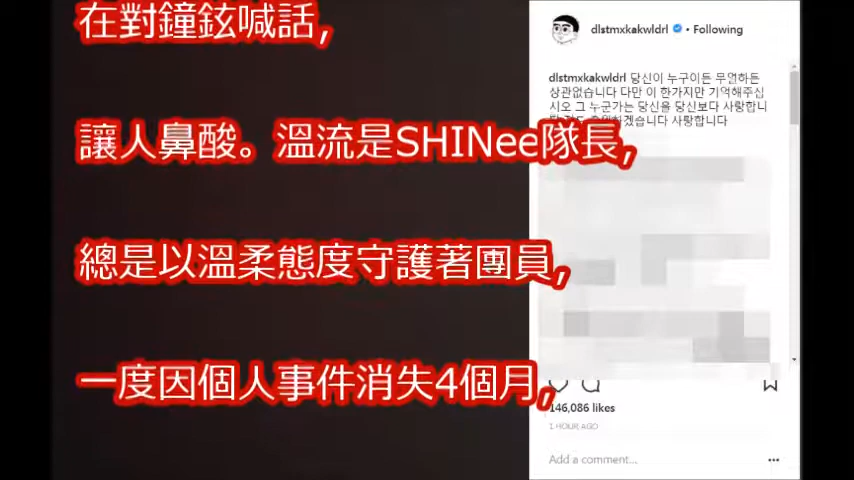 在對鐘鉉喊話,
讓人鼻酸。溫流是SHINee隊長,
總是以溫柔態度守護著團員,
一度因個人事件消失4個月,
dlstmxkakwldrl • Following
dlstmxkakwldrl 당신이 누구이든 무얼하든
상관없습니다 다만 이 한가지만 기억해주십
시오 그 누군가는 당신을 당신보다 사랑합니
사랑합니다
146,086 likes
1 HOUR AGO
Add a comment...